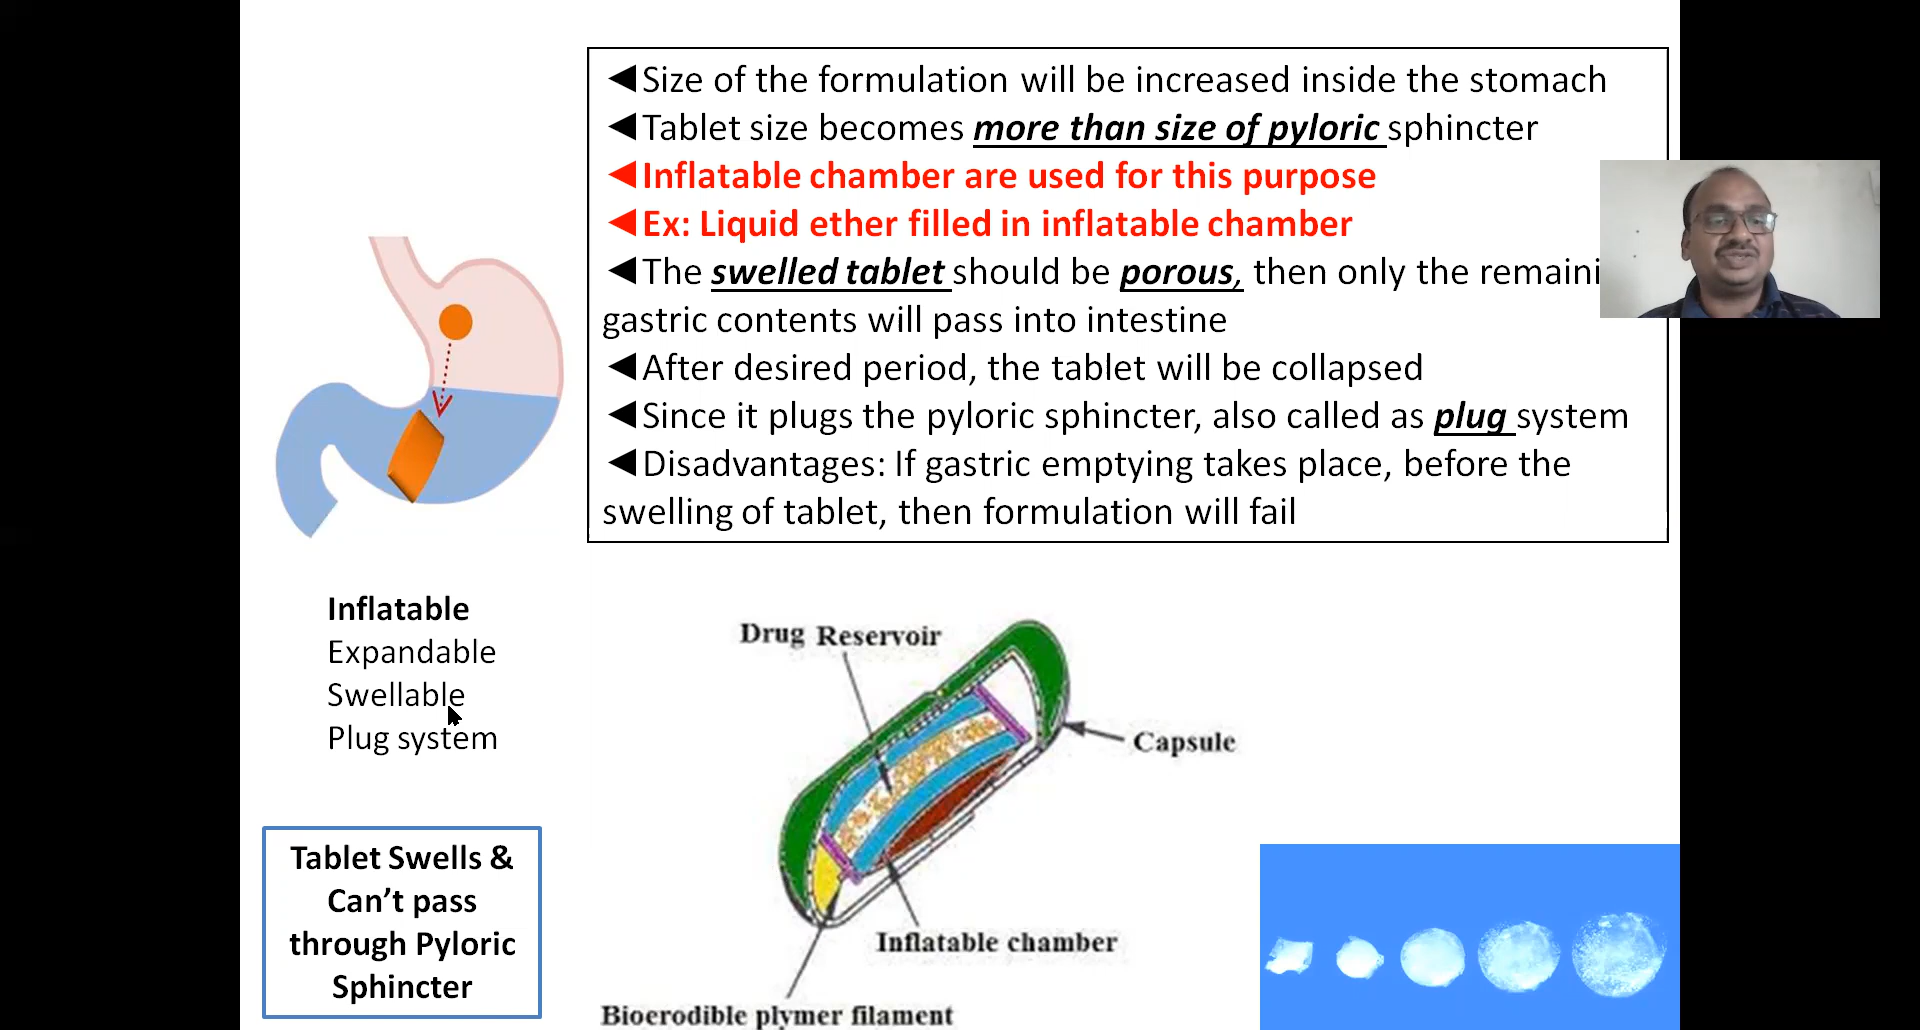 ◄Size of the formulation will be increased inside the stomach
◄Tablet size becomes more than size of pyloric sphincter
◄Inflatable chamber are used for this purpose
◄Ex: Liquid ether filled in inflatable chamber
◄The swelled tablet should be porous, then only the remaini
gastric contents will pass into intestine
◄After desired period, the tablet will be collapsed
◄Since it plugs the pyloric sphincter, also called as plug system
◄Disadvantages: If gastric emptying takes place, before the
swelling of tablet, then formulation will fail
Inflatable
Expandable
Swellable
Plug system
Tablet Swells &
Can't pass
through Pyloric
Sphincter
Drug Reservoir
Capsule
Inflatable chamber
Bioerodible plymer filament